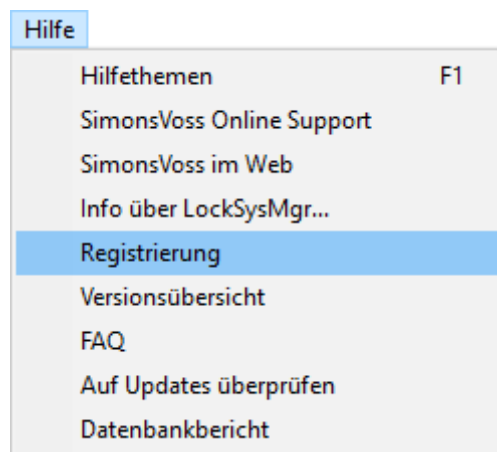 Hilfe
Hilfethemen F1
SimonsVoss Online Support
SimonsVoss im Web
Info über LockSysMgr...
Registrierung
Versionsübersicht
FAQ
Auf Updates überprüfen
Datenbankbericht